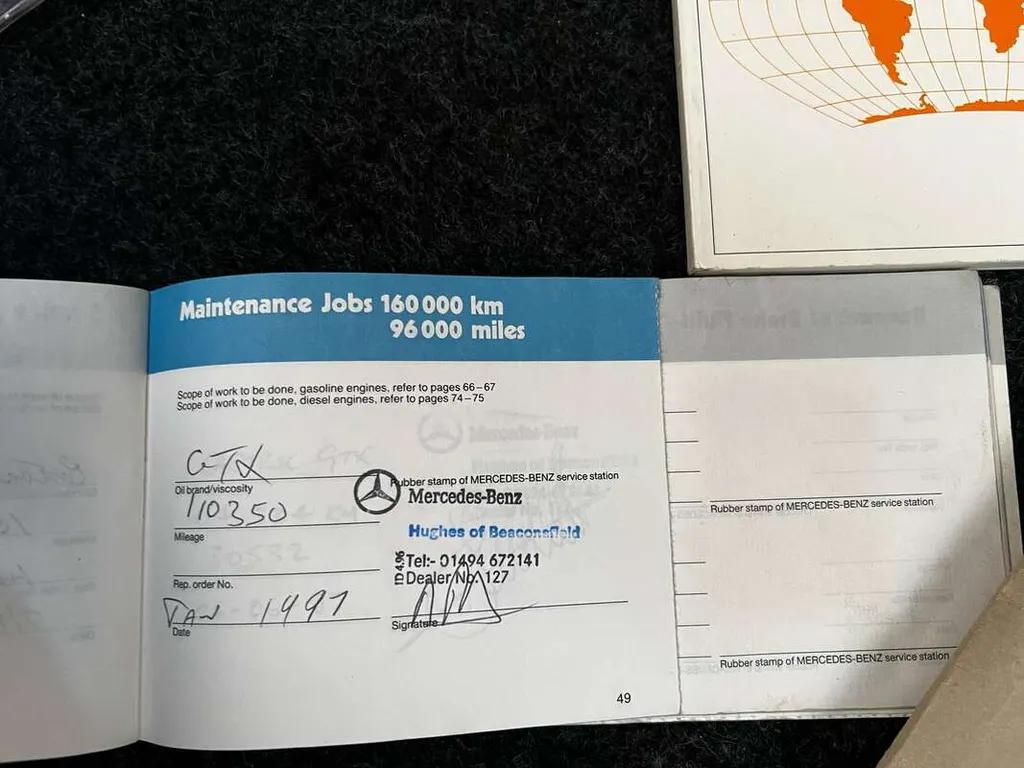 Maintenance Jobs 160 000 km
96 000 miles
Scope of work to be done, gasoline engines, refer to pages 66–67
Scope of work to be done, diesel engines, refer to pages 74–75
GTX
Oil brand/viscosity
110350
Mileage
Rep. order No.
JAN 1997
Date
Rubber stamp of MERCEDES-BENZ service station
Mercedes-Benz
Hughes of Beaconsfield
Tel:- 01494 672141
Dealer No. 127
ID 4.96
Signature
49
Rubber stamp of MERCEDES-BENZ service station
Rubber stamp of MERCEDES-BENZ service station